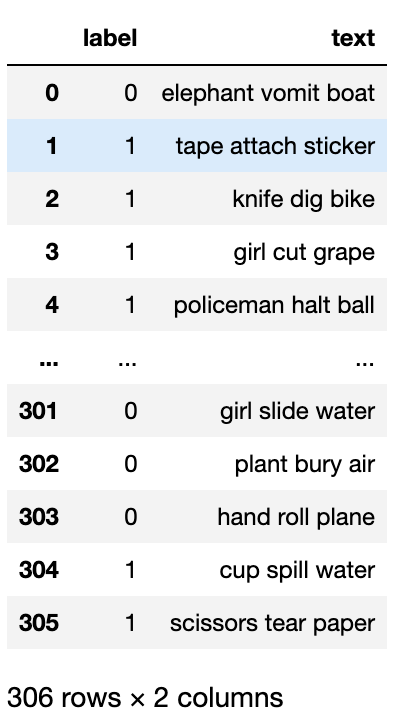 label text
0 0 elephant vomit boat
1 1 tape attach sticker
2 1 knife dig bike
3 1 girl cut grape
4 1 policeman halt ball
... ... ...
301 0 girl slide water
302 0 plant bury air
303 0 hand roll plane
304 1 cup spill water
305 1 scissors tear paper
306 rows × 2 columns